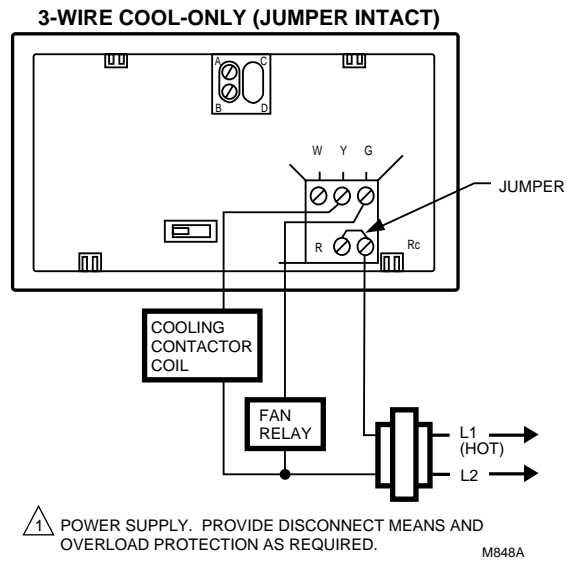 3-WIRE COOL-ONLY (JUMPER INTACT)
A C
B D
W Y G
JUMPER
R Rc
COOLING
CONTACTOR
COIL
FAN
RELAY
L1
(HOT)
L2
1 POWER SUPPLY. PROVIDE DISCONNECT MEANS AND
OVERLOAD PROTECTION AS REQUIRED.
M848A